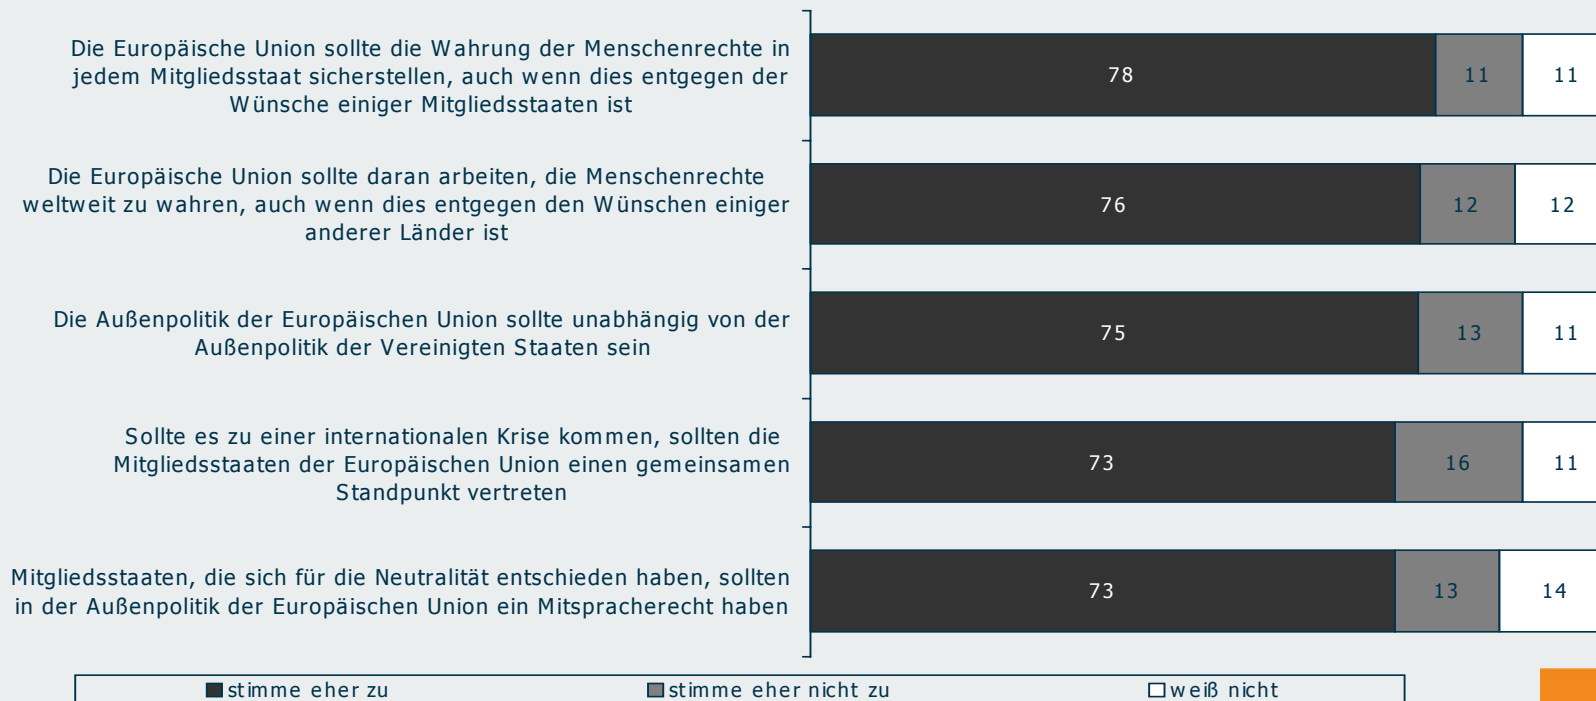 Die Europäische Union sollte die Wahrung der Menschenrechte in
jedem Mitgliedsstaat sicherstellen, auch wenn dies entgegen der
Wünsche einiger Mitgliedsstaaten ist
78 11 11
Die Europäische Union sollte daran arbeiten, die Menschenrechte
weltweit zu wahren, auch wenn dies entgegen den Wünschen einiger
anderer Länder ist
76 12 12
Die Außenpolitik der Europäischen Union sollte unabhängig von der
Außenpolitik der Vereinigten Staaten sein
75 13 11
Sollte es zu einer internationalen Krise kommen, sollten die
Mitgliedsstaaten der Europäischen Union einen gemeinsamen
Standpunkt vertreten
73 16 11
Mitgliedsstaaten, die sich für die Neutralität entschieden haben, sollten
in der Außenpolitik der Europäischen Union ein Mitspracherecht haben
73 13 14
stimme eher zu stimme eher nicht zu weiß nicht